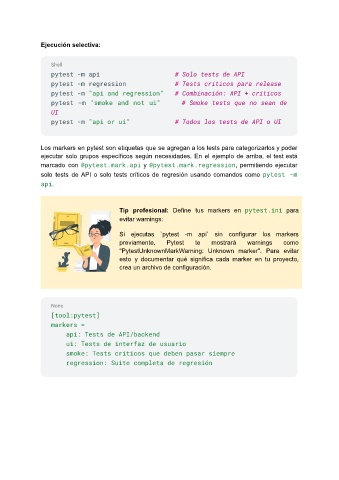 Ejecución selectiva:
Shell
pytest -m api # Solo tests de API
pytest -m regression # Tests críticos para release
pytest -m "api and regression" # Combinación: API + críticos
pytest -m "smoke and not ui" # Smoke tests que no sean de
UI
pytest -m "api or ui" # Todos los tests de API o UI
Los markers en pytest son etiquetas que se agregan a los tests para categorizarlos y poder
ejecutar solo grupos específicos según necesidades. En el ejemplo de arriba, el test está
marcado con @pytest.mark.api y @pytest.mark.regression, permitiendo ejecutar
solo tests de API o solo tests críticos de regresión usando comandos como pytest -m
api.
Tip profesional: Define tus markers en pytest.ini para
evitar warnings:
Si ejecutas `pytest -m api` sin configurar los markers
previamente, Pytest te mostrará warnings como
"PytestUnknownMarkWarning: Unknown marker". Para evitar
esto y documentar qué significa cada marker en tu proyecto,
crea un archivo de configuración.
None
[tool:pytest]
markers =
api: Tests de API/backend
ui: Tests de interfaz de usuario
smoke: Tests críticos que deben pasar siempre
regression: Suite completa de regresión